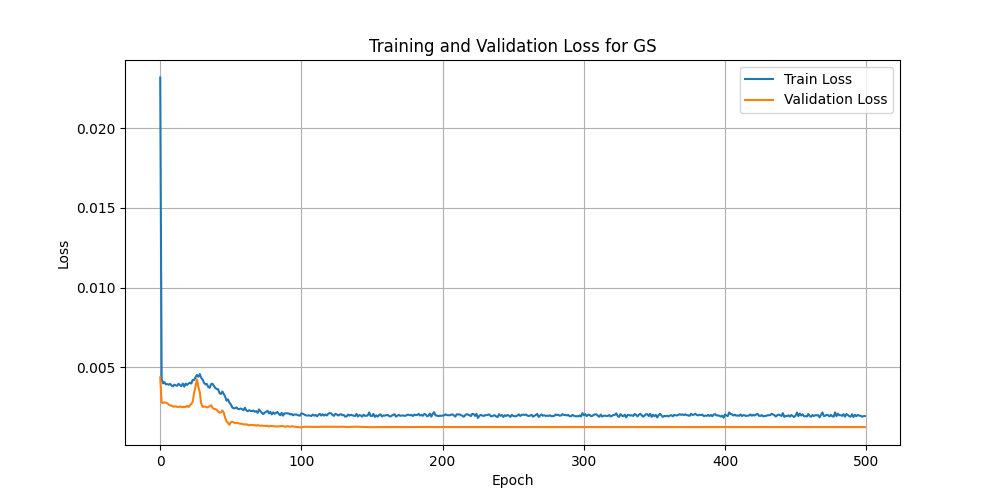 Training and Validation Loss for GS
Train Loss
Validation Loss
0.020
0.015
0.010
0.005
Loss
0 100 200 300 400 500
Epoch